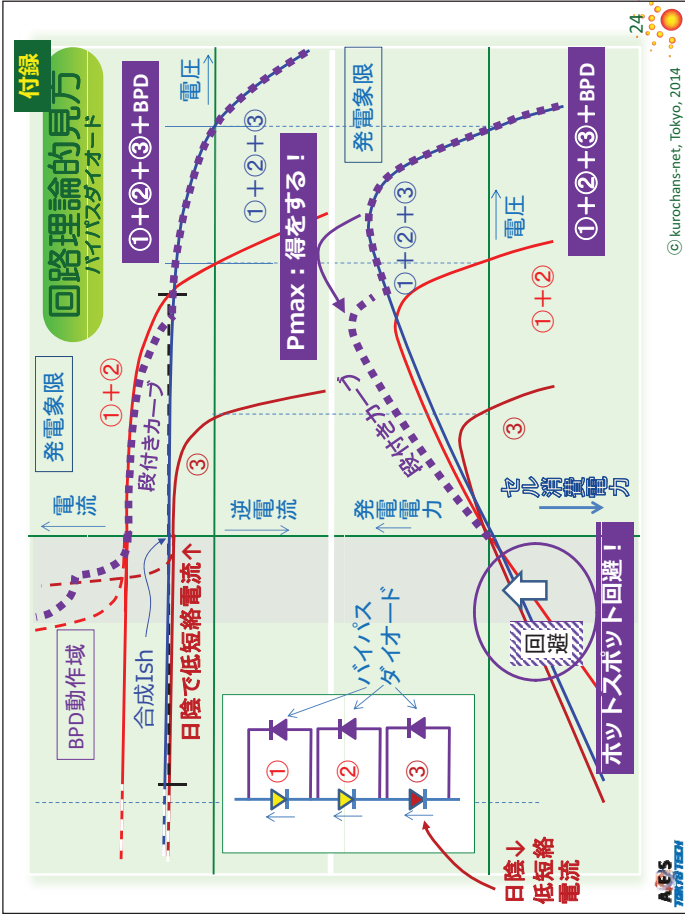 付録
回路理論的見方
バイパスダイオード
発電象限
電流
①+②
段付きカーブ
①+②+③+BPD
電圧
①+②+③
③
逆電流
BPD動作域
合成Ish
日陰で低短絡電流↑
Pmax：得をする！
発電象限
①+②+③
段付きカーブ
発電電力
電圧
①+②
③
①+②+③+BPD
セル消費電力
回避
ホットスポット回避！
バイパス
ダイオード
①
②
③
日陰↓
低短絡
電流
AES
TOKYO TECH
24
© kurochans-net, Tokyo, 2014